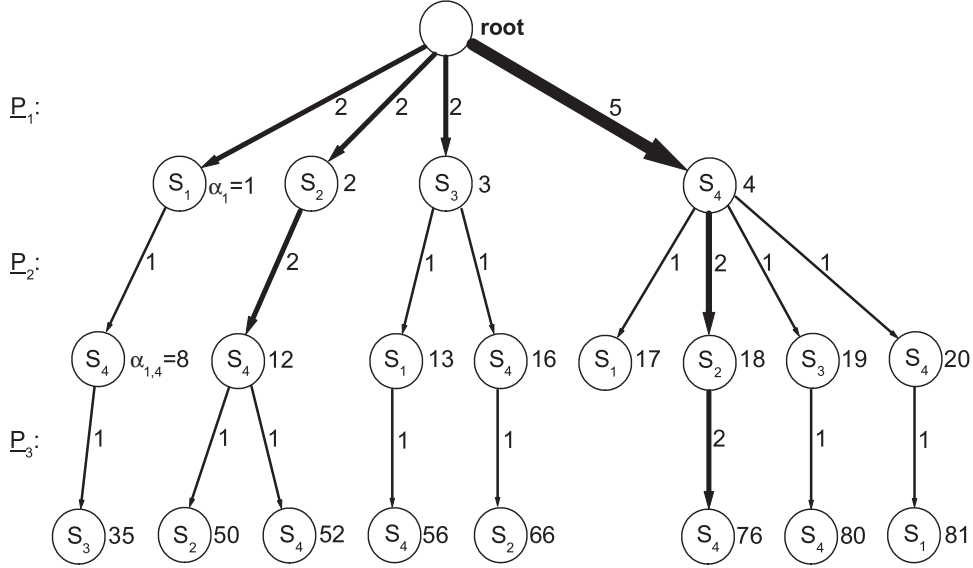 root
P₁: 2 2 2 5
S₁ α₁=1 S₂ 2 S₃ 3 S₄ 4
P₂: 1 2 1 1 1 2 1 1
S₄ α₁,₄=8 S₄ 12 S₁ 13 S₄ 16 S₁ 17 S₂ 18 S₃ 19 S₄ 20
P₃: 1 1 1 1 1 2 1 1
S₃ 35 S₂ 50 S₄ 52 S₄ 56 S₂ 66 S₄ 76 S₄ 80 S₁ 81